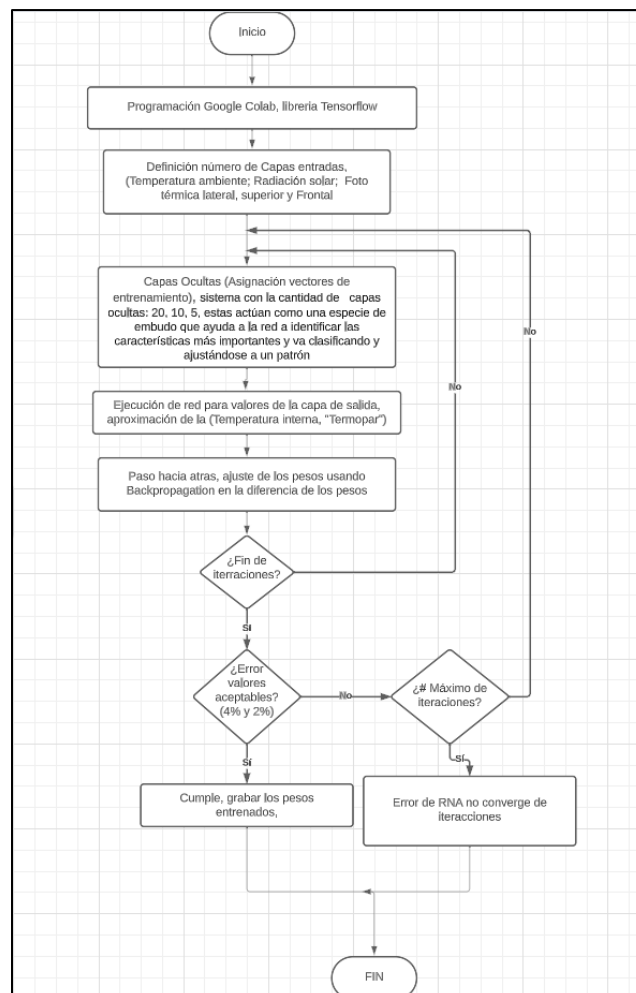 Inicio
Programación Google Colab, libreria Tensorflow
Definición número de Capas entradas,
(Temperatura ambiente; Radiación solar; Foto
térmica lateral, superior y Frontal
Capas Ocultas (Asignación vectores de
entrenamiento), sistema con la cantidad de capas
ocultas: 20, 10, 5, estas actúan como una especie de
embudo que ayuda a la red a identificar las
características más importantes y va clasificando y
ajustándose a un patrón
No
No
Ejecución de red para valores de la capa de salida,
aproximación de la (Temperatura interna, "Termopar")
Paso hacia atras, ajuste de los pesos usando
Backpropagation en la diferencia de los pesos
¿Fin de
iterraciones?
Sí
¿Error
valores
aceptables?
(4% y 2%)
No
¿# Máximo de
iteraciones?
Sí
Sí
Cumple, grabar los pesos
entrenados,
Error de RNA no converge de
iteracciones
FIN